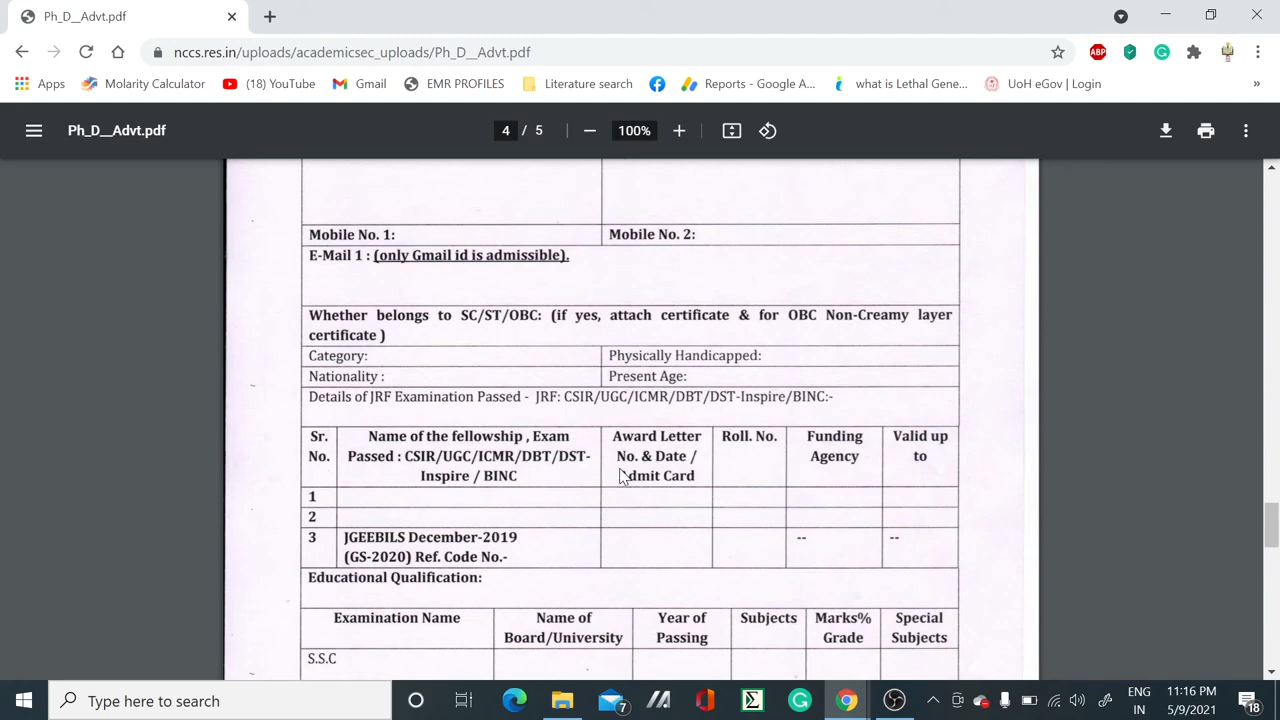 Ph_D__Advt.pdf
nccs.res.in/uploads/academicsec_uploads/Ph_D__Advt.pdf
ABP
Apps
Molarity Calculator
(18) YouTube
Gmail
EMR PROFILES
Literature search
Reports - Google A...
what is Lethal Gene...
UoH eGov | Login
»
Ph_D__Advt.pdf
4 / 5
100%
Mobile No. 1:
Mobile No. 2:
E-Mail 1 : (only Gmail id is admissible).
Whether belongs to SC/ST/OBC: (if yes, attach certificate & for OBC Non-Creamy layer
certificate )
Category:
Physically Handicapped:
Nationality :
Present Age:
Details of JRF Examination Passed - JRF: CSIR/UGC/ICMR/DBT/DST-Inspire/BINC:-
Sr.
No.
Name of the fellowship , Exam
Passed : CSIR/UGC/ICMR/DBT/DST-
Inspire / BINC
Award Letter
No. & Date /
Admit Card
Roll. No.
Funding
Agency
Valid up
to
1
2
3
JGEEBILS December-2019
(GS-2020) Ref. Code No.-
--
--
Educational Qualification:
Examination Name
Name of
Board/University
Year of
Passing
Subjects
Marks%
Grade
Special
Subjects
S.S.C
Type here to search
7
ENG
IN
11:16 PM
5/9/2021
18